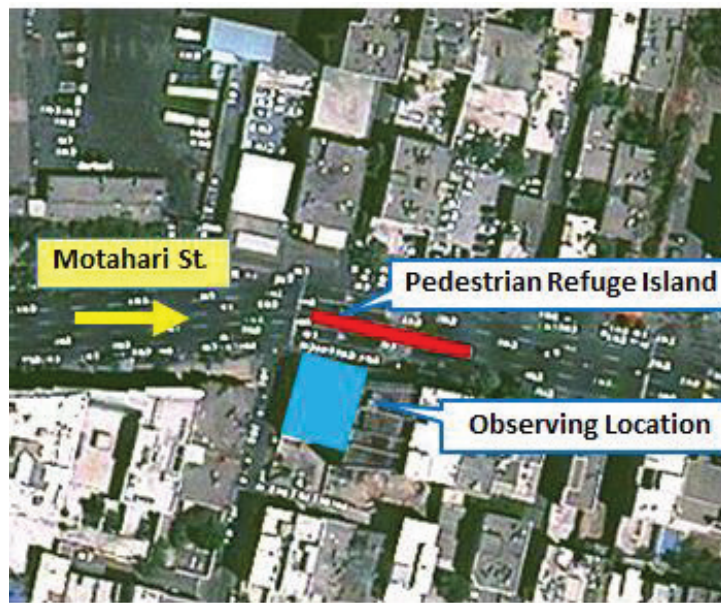 Motahari St.
Pedestrian Refuge Island
Observing Location